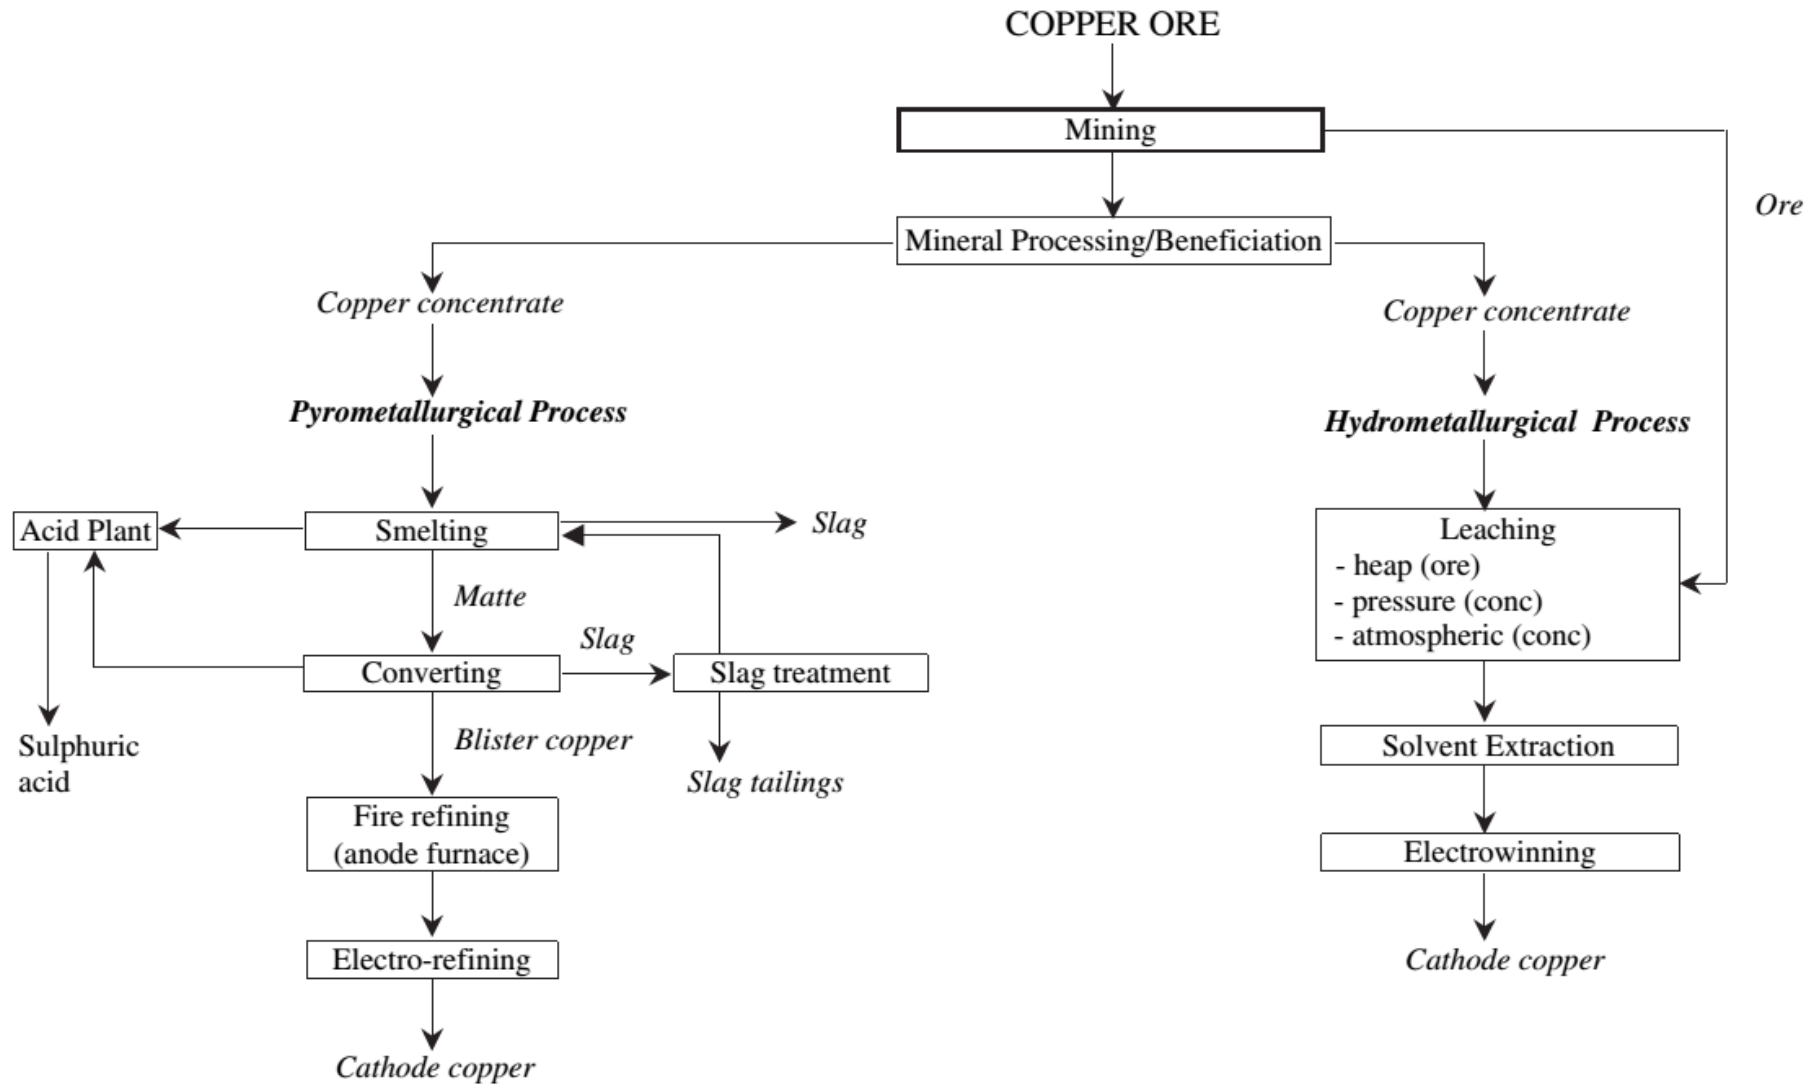 COPPER ORE
Mining
Ore
Mineral Processing/Beneficiation
Copper concentrate
Copper concentrate
Pyrometallurgical Process
Hydrometallurgical Process
Acid Plant
Smelting
Slag
Leaching
- heap (ore)
- pressure (conc)
- atmospheric (conc)
Matte
Slag
Converting
Slag treatment
Sulphuric
acid
Blister copper
Slag tailings
Solvent Extraction
Fire refining
(anode furnace)
Electrowinning
Electro-refining
Cathode copper
Cathode copper